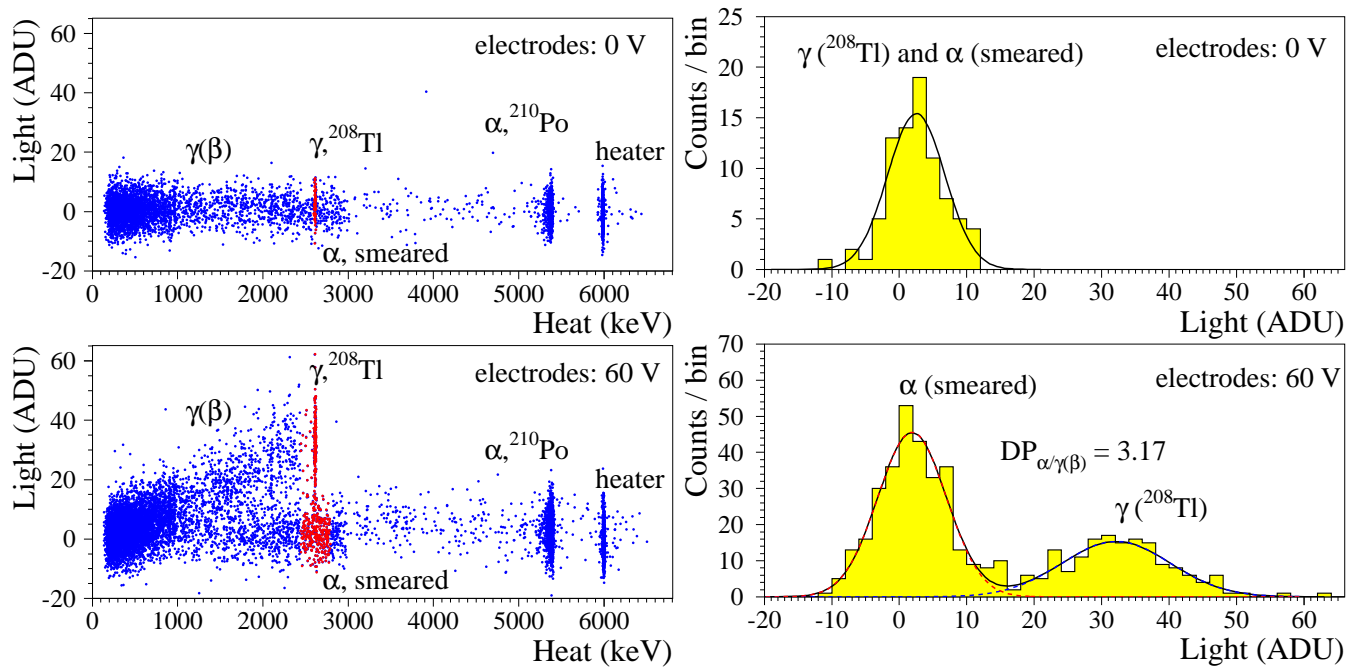 Light (ADU)
60
40
20
0
-20
electrodes: 0 V
γ(β)
γ,²⁰⁸Tl
α,²¹⁰Po
heater
α, smeared
0 1000 2000 3000 4000 5000 6000
Heat (keV)
Counts / bin
25
20
15
10
5
0
γ (²⁰⁸Tl) and α (smeared)
electrodes: 0 V
-20 -10 0 10 20 30 40 50 60
Light (ADU)
Light (ADU)
60
40
20
0
-20
γ,²⁰⁸Tl
electrodes: 60 V
γ(β)
α,²¹⁰Po
heater
α, smeared
0 1000 2000 3000 4000 5000 6000
Heat (keV)
Counts / bin
70
60
50
40
30
20
10
0
α (smeared)
electrodes: 60 V
DP_α/γ(β) = 3.17
γ (²⁰⁸Tl)
-20 -10 0 10 20 30 40 50 60
Light (ADU)